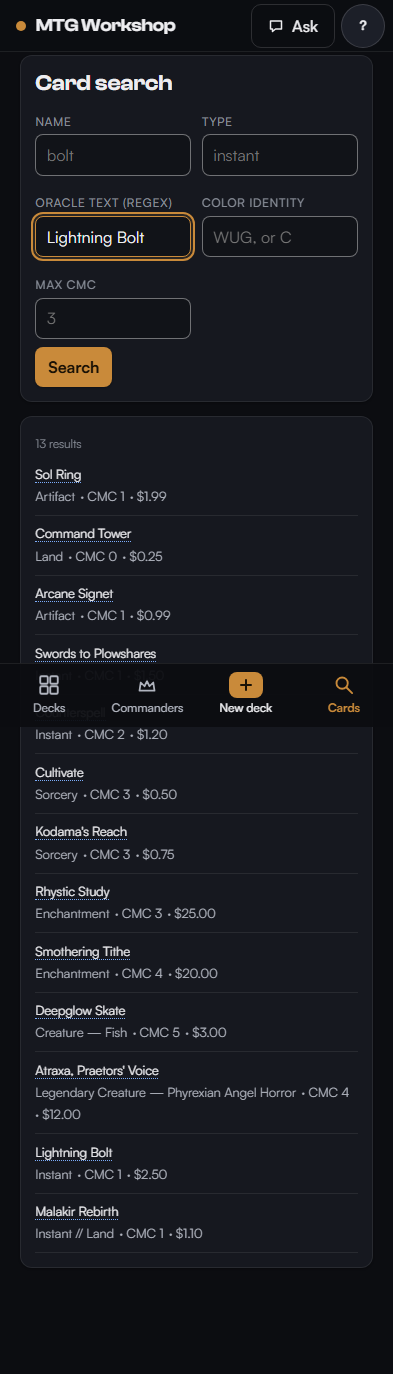 MTG Workshop
Ask
?
Card search
NAME
TYPE
bolt
instant
ORACLE TEXT (REGEX)
COLOR IDENTITY
Lightning Bolt
WUG, or C
MAX CMC
3
Search
13 results
Sol Ring
Artifact · CMC 1 · $1.99
Command Tower
Land · CMC 0 · $0.25
Arcane Signet
Artifact · CMC 1 · $0.99
Swords to Plowshares
Decks
Commanders
New deck
Cards
Instant · CMC 2 · $1.20
Cultivate
Sorcery · CMC 3 · $0.50
Kodama's Reach
Sorcery · CMC 3 · $0.75
Rhystic Study
Enchantment · CMC 3 · $25.00
Smothering Tithe
Enchantment · CMC 4 · $20.00
Deepglow Skate
Creature — Fish · CMC 5 · $3.00
Atraxa, Praetors' Voice
Legendary Creature — Phyrexian Angel Horror · CMC 4
· $12.00
Lightning Bolt
Instant · CMC 1 · $2.50
Malakir Rebirth
Instant // Land · CMC 1 · $1.10